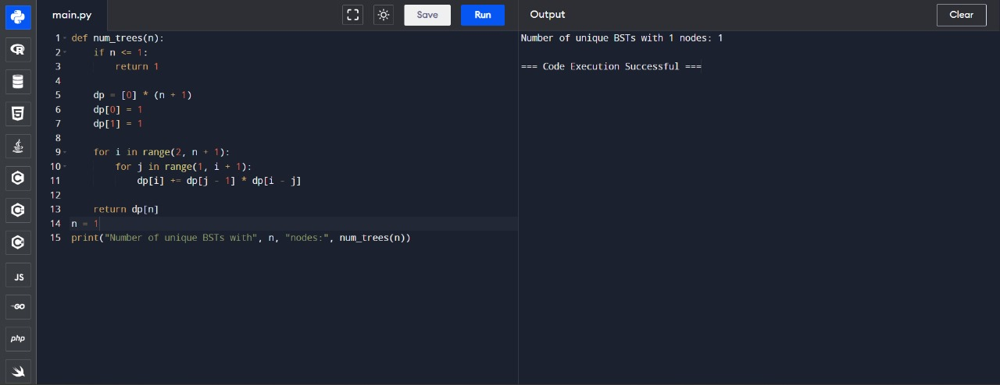 main.py
Save
Run
Output
Clear
1 def num_trees(n):
2     if n <= 1:
3         return 1
4
5     dp = [0] * (n + 1)
6     dp[0] = 1
7     dp[1] = 1
8
9     for i in range(2, n + 1):
10         for j in range(1, i + 1):
11             dp[i] += dp[j - 1] * dp[i - j]
12
13     return dp[n]
14 n = 1
15 print("Number of unique BSTs with", n, "nodes:", num_trees(n))
Number of unique BSTs with 1 nodes: 1
=== Code Execution Successful ===
R
5
C
C
C
JS
GO
php